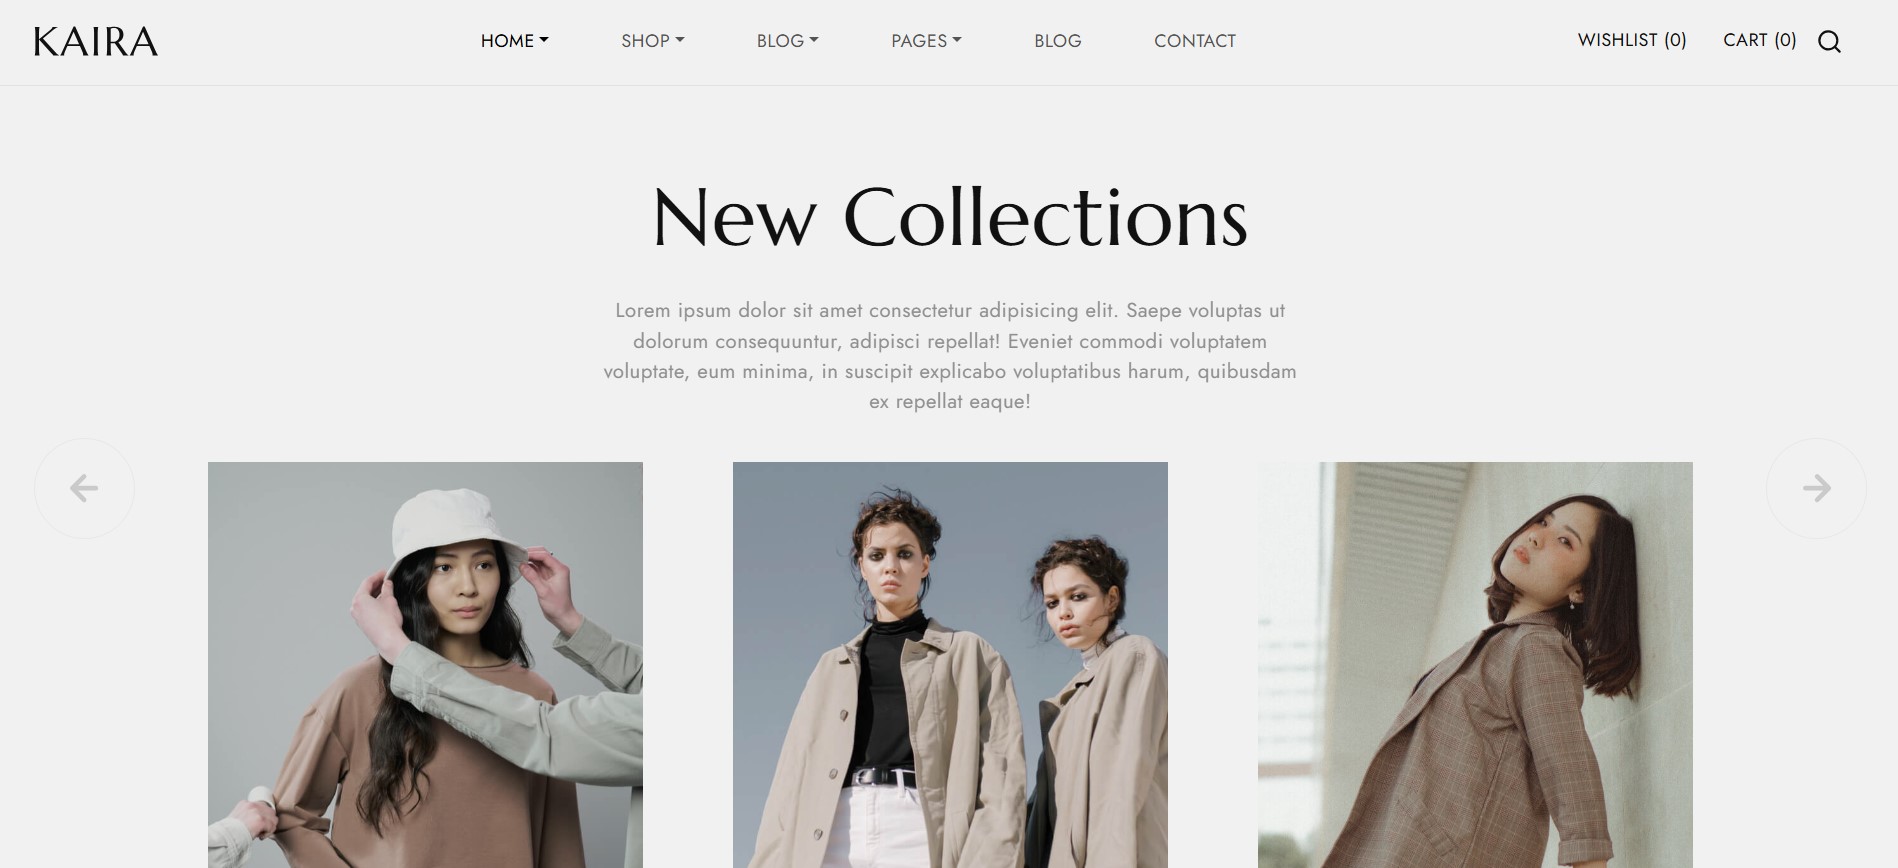 KAIRA
HOME
SHOP
BLOG
PAGES
BLOG
CONTACT
WISHLIST (0)
CART (0)
New Collections
Lorem ipsum dolor sit amet consectetur adipisicing elit. Saepe voluptas ut
dolorum consequuntur, adipisci repellat! Eveniet commodi voluptatem
voluptate, eum minima, in suscipit explicabo voluptatibus harum, quibusdam
ex repellat eaque!